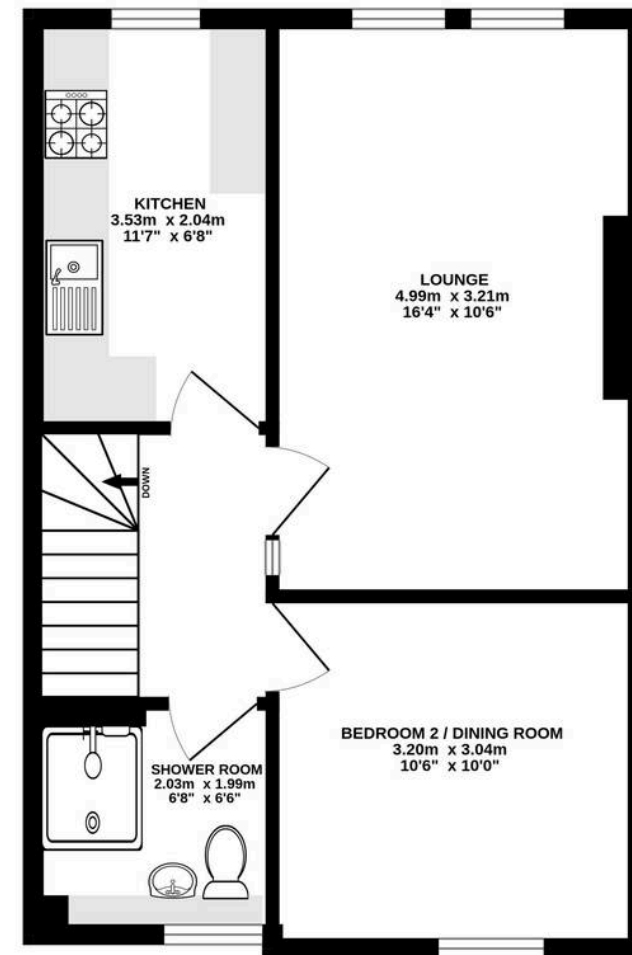 KITCHEN
3.53m x 2.04m
11'7" x 6'8"
LOUNGE
4.99m x 3.21m
16'4" x 10'6"
DOWN
BEDROOM 2 / DINING ROOM
3.20m x 3.04m
10'6" x 10'0"
SHOWER ROOM
2.03m x 1.99m
6'8" x 6'6"